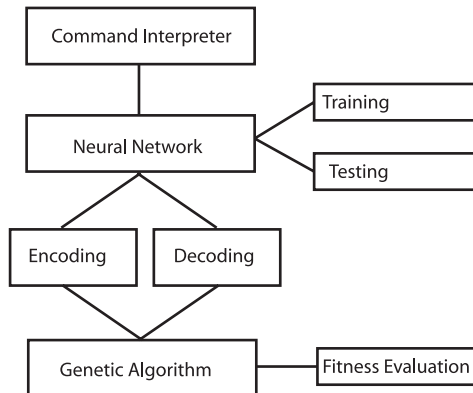 Command Interpreter
Training
Neural Network
Testing
Encoding
Decoding
Genetic Algorithm
Fitness Evaluation